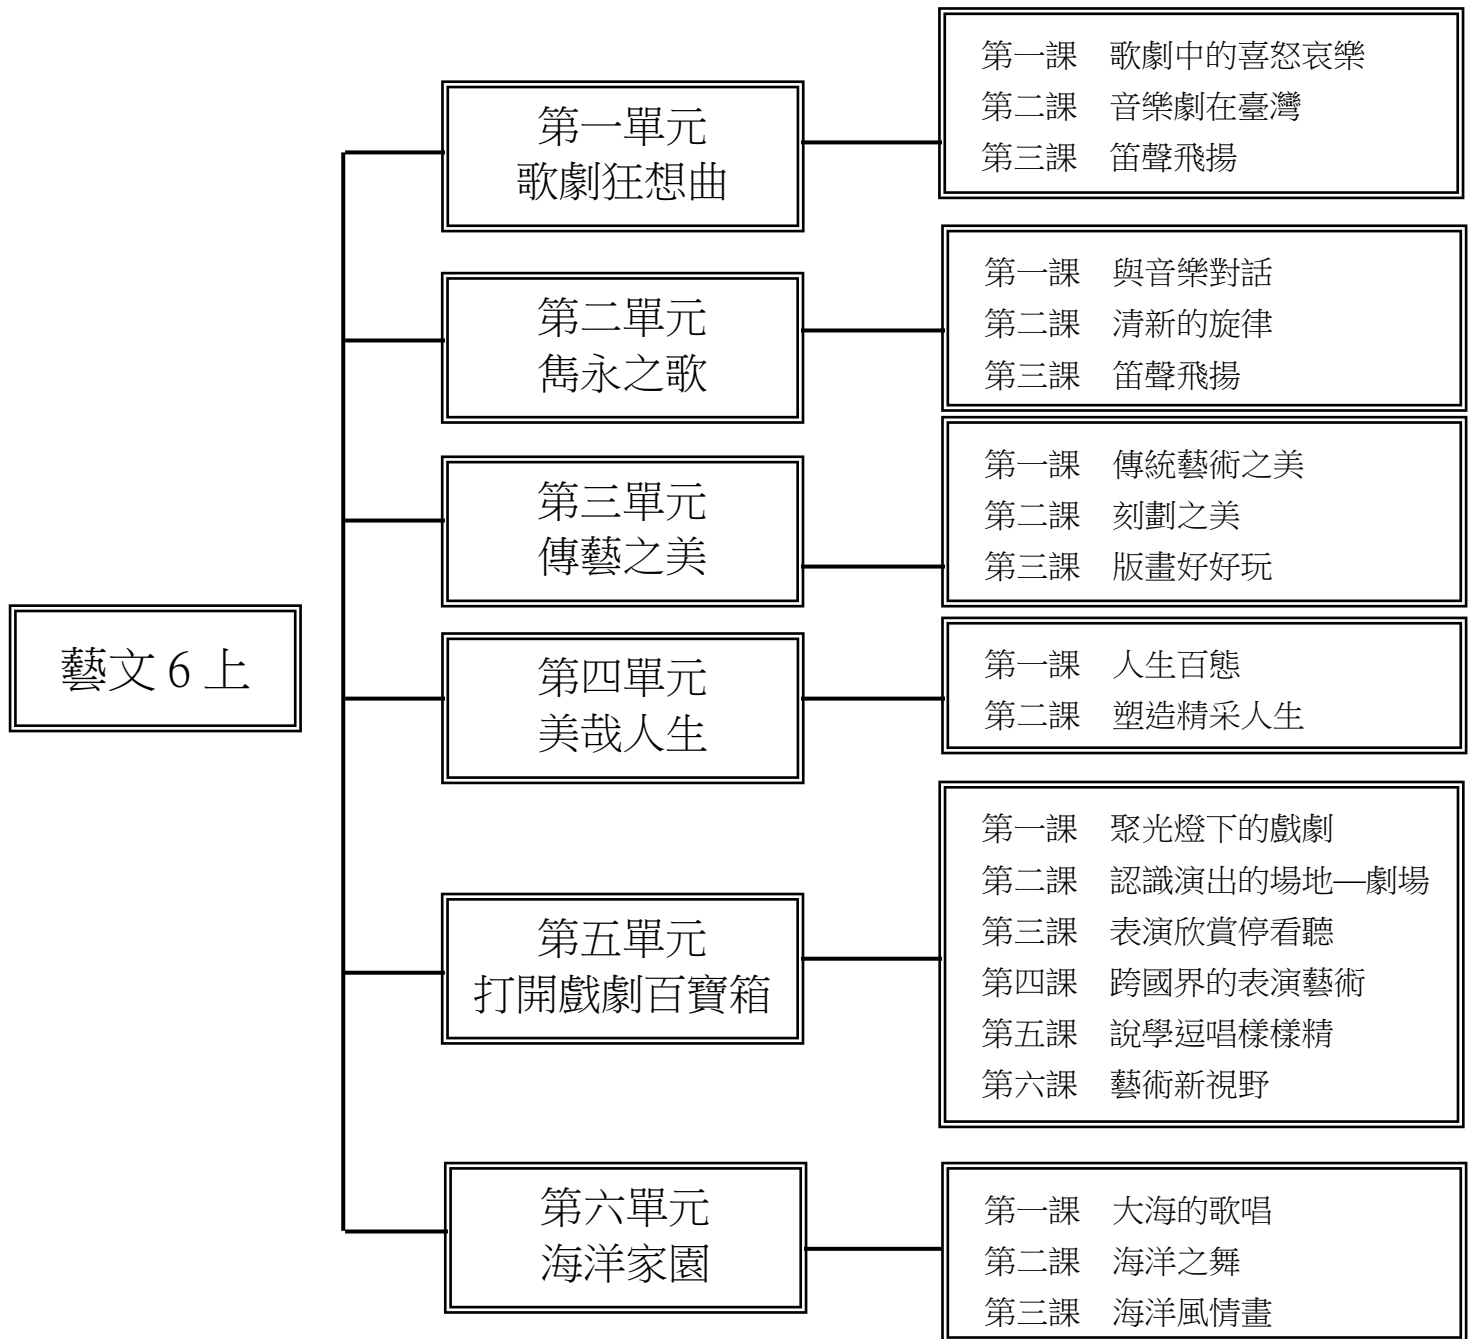 藝文 6 上
第一單元
歌劇狂想曲
第一課　歌劇中的喜怒哀樂
第二課　音樂劇在臺灣
第三課　笛聲飛揚
第二單元
雋永之歌
第一課　與音樂對話
第二課　清新的旋律
第三課　笛聲飛揚
第三單元
傳藝之美
第一課　傳統藝術之美
第二課　刻劃之美
第三課　版畫好好玩
第四單元
美哉人生
第一課　人生百態
第二課　塑造精采人生
第五單元
打開戲劇百寶箱
第一課　聚光燈下的戲劇
第二課　認識演出的場地—劇場
第三課　表演欣賞停看聽
第四課　跨國界的表演藝術
第五課　說學逗唱樣樣精
第六課　藝術新視野
第六單元
海洋家園
第一課　大海的歌唱
第二課　海洋之舞
第三課　海洋風情畫